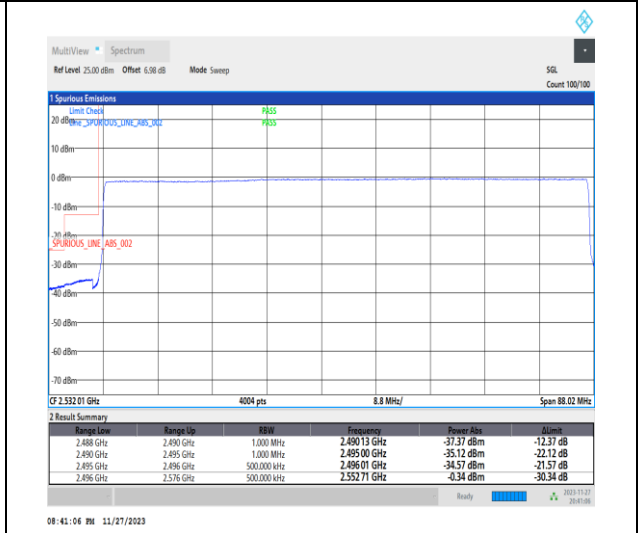 MultiView Spectrum
Ref Level 25.00 dBm Offset 6.98 dB Mode Sweep SGL
Count 100/100
1 Spurious Emissions
Limit Check PASS
20 dBm Line _SPURIOUS_LINE_ABS_002 PASS
10 dBm
0 dBm
-10 dBm
-20 dBm
SPURIOUS_LINE_ABS_002
-30 dBm
-40 dBm
-50 dBm
-60 dBm
-70 dBm
CF 2.532 01 GHz 4004 pts 8.8 MHz/ Span 88.02 MHz
2 Result Summary
Range Low Range Up RBW Frequency Power Abs ΔLimit
2.488 GHz 2.490 GHz 1.000 MHz 2.490 13 GHz -37.37 dBm -12.37 dB
2.490 GHz 2.495 GHz 1.000 MHz 2.495 00 GHz -35.12 dBm -22.12 dB
2.495 GHz 2.496 GHz 500.000 kHz 2.496 01 GHz -34.57 dBm -21.57 dB
2.496 GHz 2.576 GHz 500.000 kHz 2.552 71 GHz -0.34 dBm -30.34 dB
Ready 2023-11-27
20:41:06
08:41:06 PM 11/27/2023